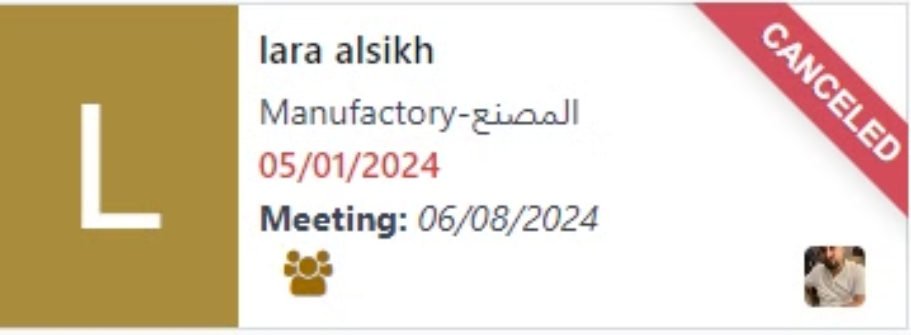 L
lara alsikh
CANCELED
Manufactory-المصنع
05/01/2024
Meeting: 06/08/2024